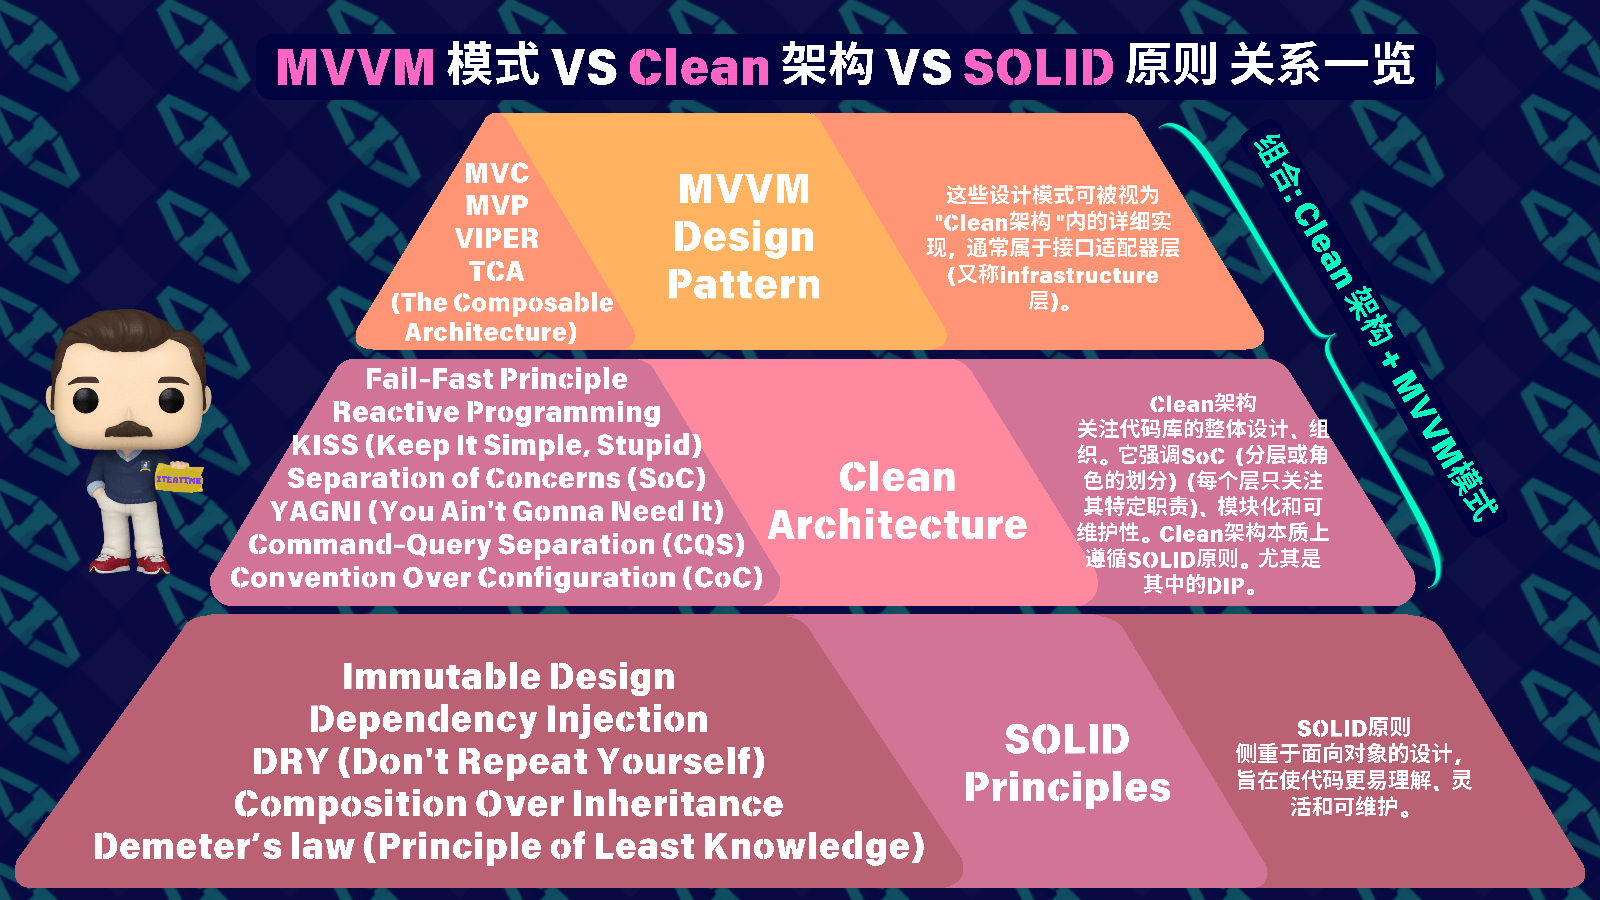 MVVM 模式 VS Clean 架构 VS SOLID 原则 关系一览
MVC
MVP
VIPER
TCA
(The Composable
Architecture)
MVVM
Design
Pattern
这些设计模式可被视为
"Clean架构 "内的详细实
现，通常属于接口适配器层
(又称infrastructure
层)。
组合: Clean 架构 + MVVM模式
Fail-Fast Principle
Reactive Programming
KISS (Keep It Simple, Stupid)
Separation of Concerns (SoC)
YAGNI (You Ain't Gonna Need It)
Command-Query Separation (CQS)
Convention Over Configuration (CoC)
Clean
Architecture
Clean架构
关注代码库的整体设计、组
织。它强调SoC (分层或角
色的划分) (每个层只关注
其特定职责)、模块化和可
维护性。Clean架构本质上
遵循SOLID原则。尤其是
其中的DIP。
ITEATIME
Immutable Design
Dependency Injection
DRY (Don't Repeat Yourself)
Composition Over Inheritance
Demeter’s law (Principle of Least Knowledge)
SOLID
Principles
SOLID原则
侧重于面向对象的设计，
旨在使代码更易理解、灵
活和可维护。